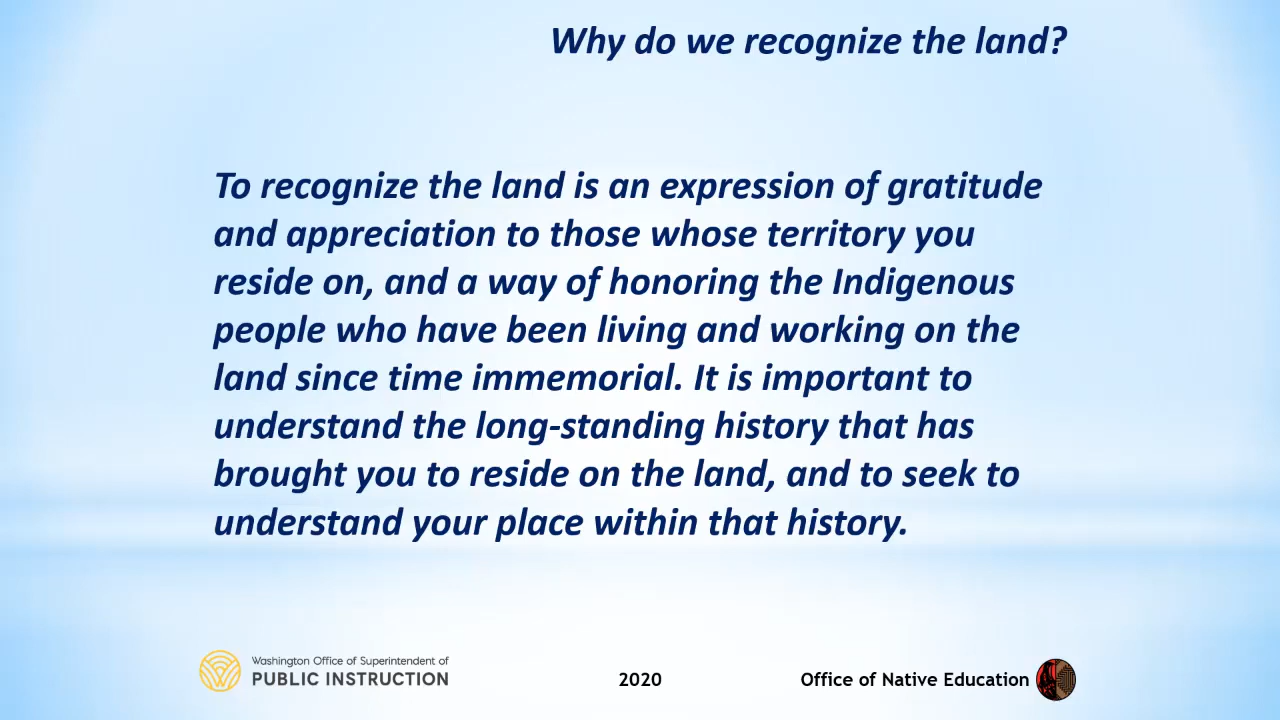 Why do we recognize the land?
To recognize the land is an expression of gratitude
and appreciation to those whose territory you
reside on, and a way of honoring the Indigenous
people who have been living and working on the
land since time immemorial. It is important to
understand the long-standing history that has
brought you to reside on the land, and to seek to
understand your place within that history.
Washington Office of Superintendent of
PUBLIC INSTRUCTION
2020
Office of Native Education